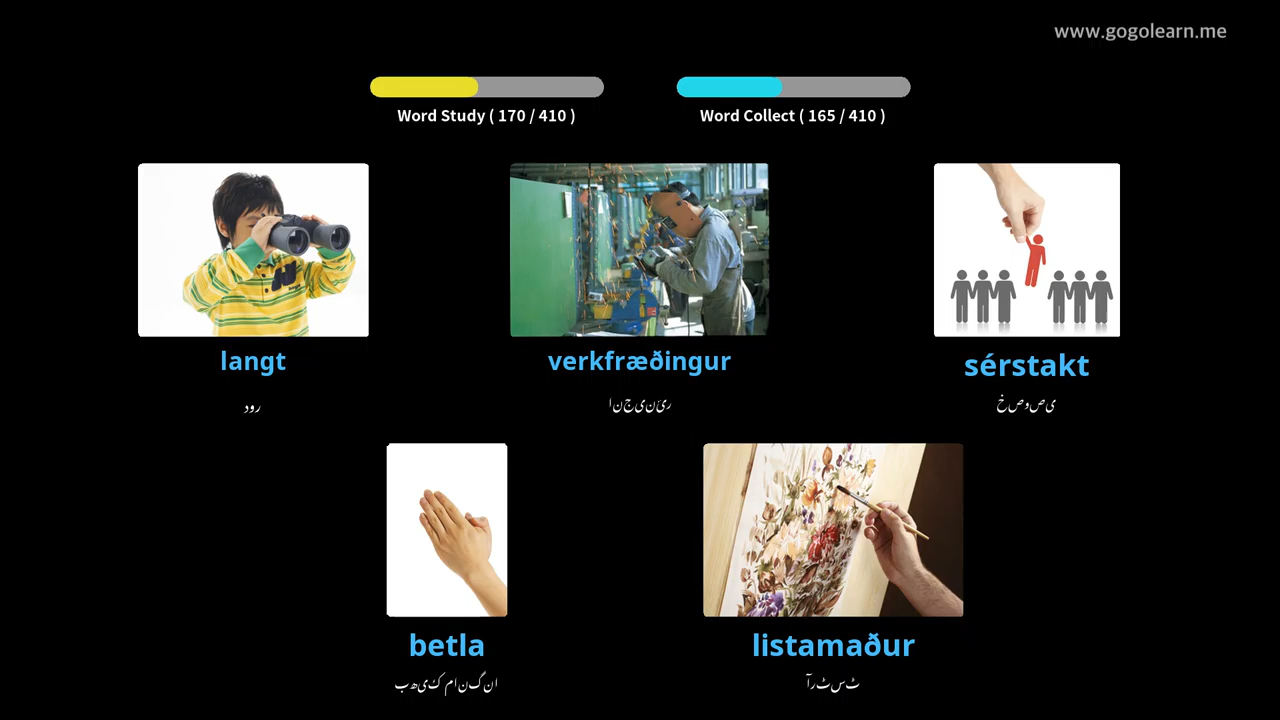 www.gogolearn.me
Word Study ( 170 / 410 )
Word Collect ( 165 / 410 )
langt
verkfræðingur
sérstakt
دور
انجینئر
خصوصی
betla
listamaður
بھیک مانگنا
آرٹسٹ